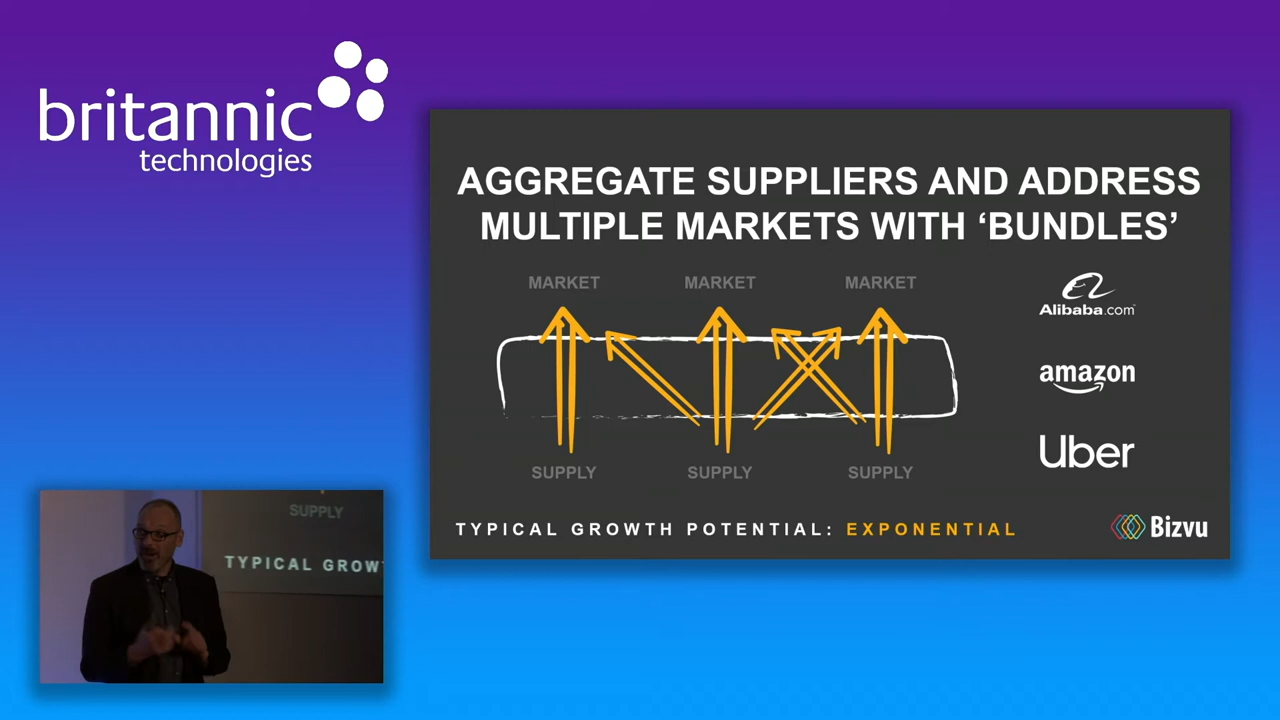 britannic
technologies
AGGREGATE SUPPLIERS AND ADDRESS
MULTIPLE MARKETS WITH ‘BUNDLES’
MARKET MARKET MARKET
SUPPLY SUPPLY SUPPLY
Alibaba.com
amazon
Uber
TYPICAL GROWTH POTENTIAL: EXPONENTIAL
Bizvu
SUPPLY
TYPICAL GROW